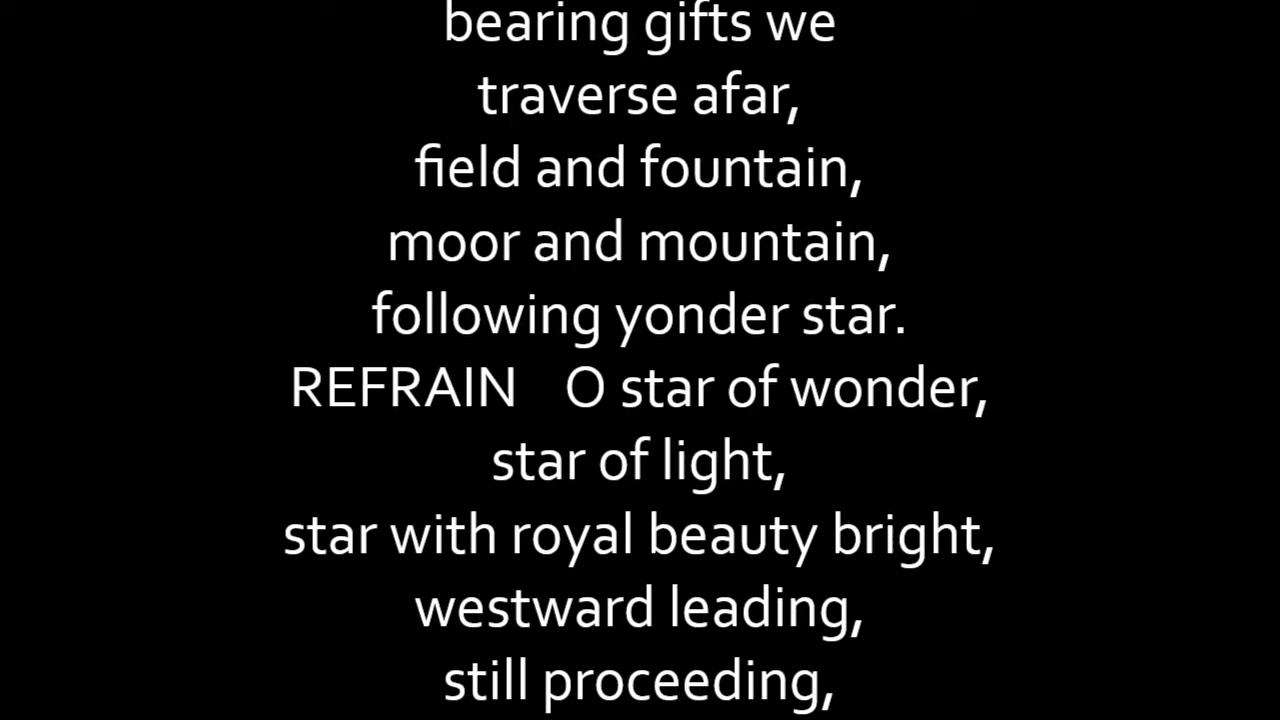 bearing gifts we
traverse afar,
field and fountain,
moor and mountain,
following yonder star.
REFRAIN O star of wonder,
star of light,
star with royal beauty bright,
westward leading,
still proceeding,